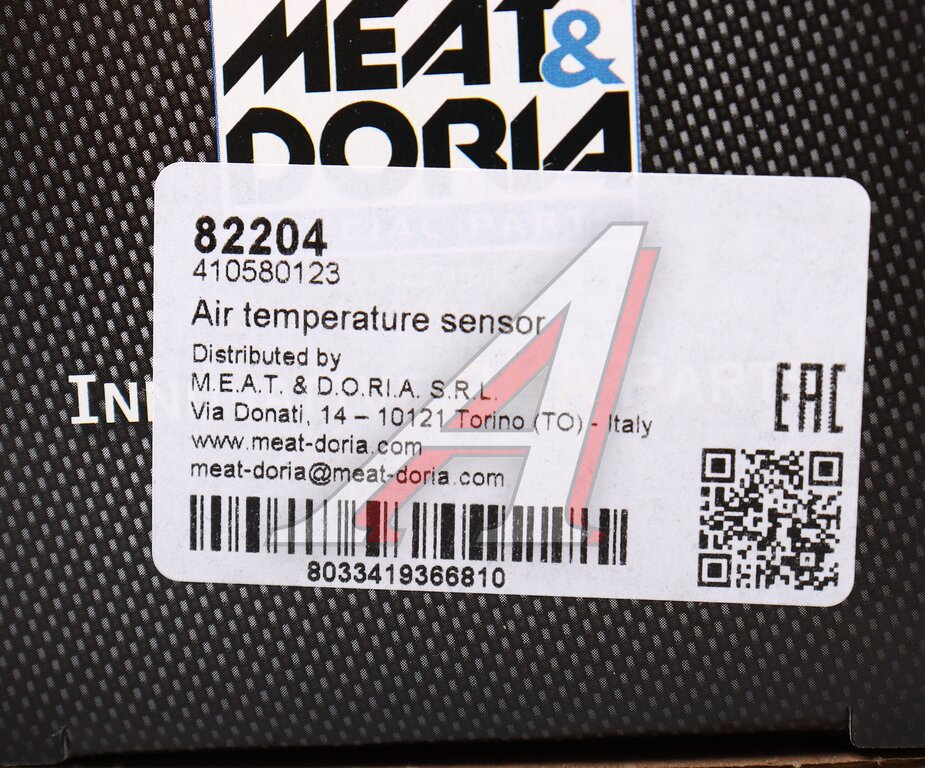 MEAT&
DORIA
82204
410580123
Air temperature sensor
Distributed by
M.E.A.T. & D.O.RI.A. S.R.L.
Via Donati, 14 – 10121 Torino (TO) - Italy
www.meat-doria.com
meat-doria@meat-doria.com
EAC
8033419366810